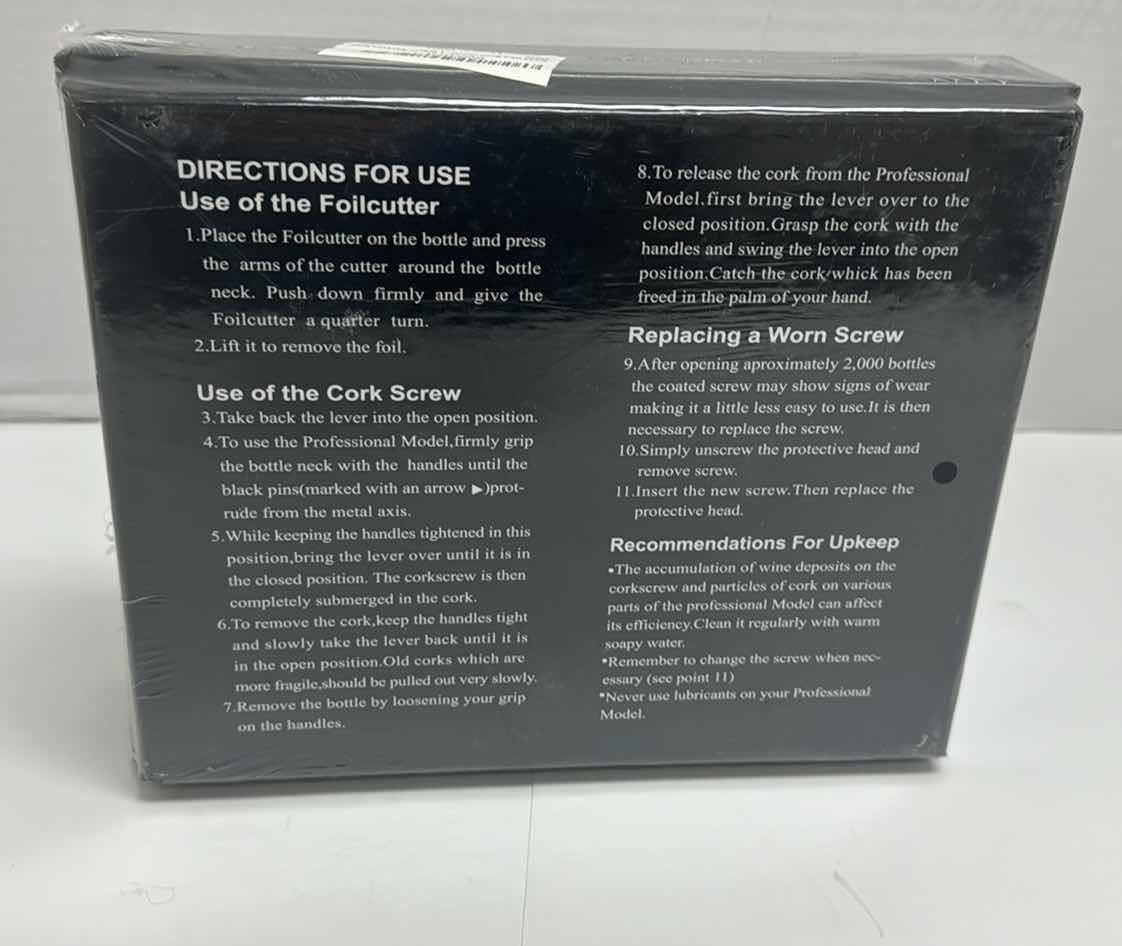 DIRECTIONS FOR USE
Use of the Foilcutter
1.Place the Foilcutter on the bottle and press
the arms of the cutter around the bottle
neck. Push down firmly and give the
Foilcutter a quarter turn.
2.Lift it to remove the foil.
Use of the Cork Screw
3.Take back the lever into the open position.
4.To use the Professional Model,firmly grip
the bottle neck with the handles until the
black pins(marked with an arrow ▶)prot-
rude from the metal axis.
5.While keeping the handles tightened in this
position,bring the lever over until it is in
the closed position. The corkscrew is then
completely submerged in the cork.
6.To remove the cork,keep the handles tight
and slowly take the lever back until it is
in the open position.Old corks which are
more fragile,should be pulled out very slowly.
7.Remove the bottle by loosening your grip
on the handles.
8.To release the cork from the Professional
Model.first bring the lever over to the
closed position.Grasp the cork with the
handles and swing the lever into the open
position.Catch the cork whick has been
freed in the palm of your hand.
Replacing a Worn Screw
9.After opening aproximately 2,000 bottles
the coated screw may show signs of wear
making it a little less easy to use.It is then
necessary to replace the screw.
10.Simply unscrew the protective head and
remove screw.
11.Insert the new screw.Then replace the
protective head.
Recommendations For Upkeep
•The accumulation of wine deposits on the
corkscrew and particles of cork on various
parts of the professional Model can affect
its efficiency.Clean it regularly with warm
soapy water.
•Remember to change the screw when nec-
essary (see point 11)
•Never use lubricants on your Professional
Model.